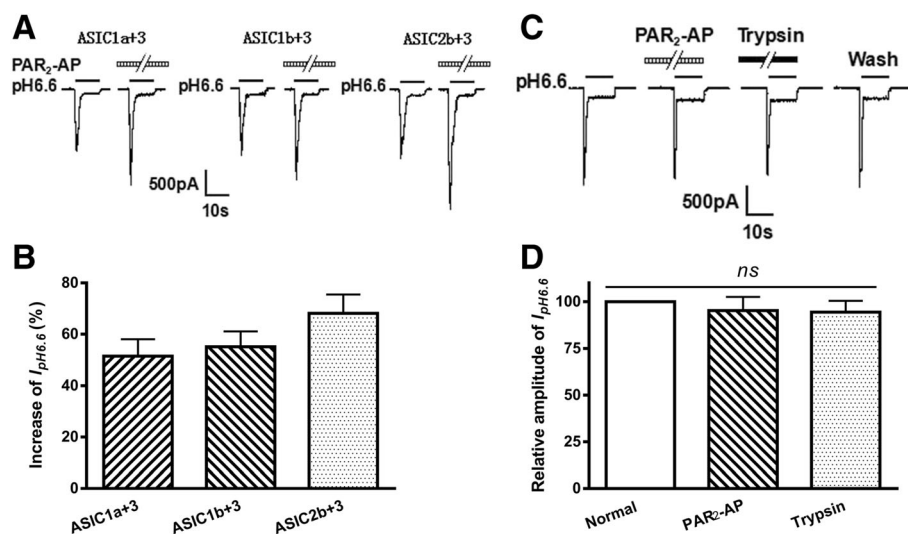 A
ASIC1a+3 ASIC1b+3 ASIC2b+3
PAR₂-AP
pH6.6 pH6.6 pH6.6
500pA
10s
C
PAR₂-AP Trypsin
Wash
pH6.6
500pA
10s
B
Increase of IpH6.6 (%)
80
60
40
20
0
ASIC1a+3 ASIC1b+3 ASIC2b+3
D
ns
Relative amplitude of IpH6.6
100
75
50
25
0
Normal PAR₂-AP Trypsin